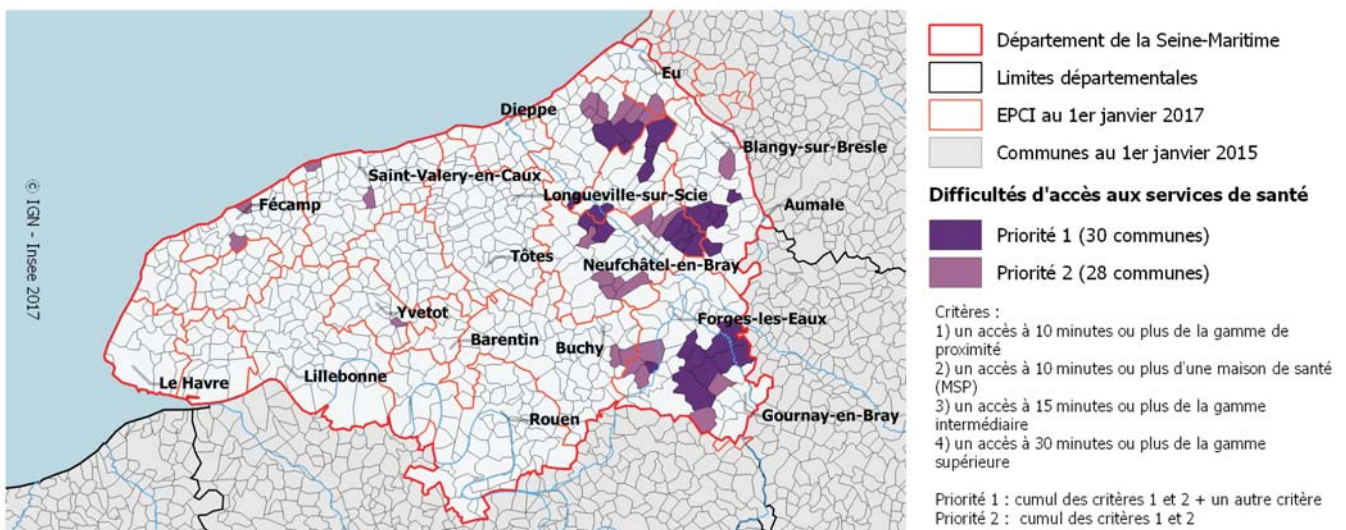 Eu
Dieppe
Blangy-sur-Bresle
Saint-Valery-en-Caux
Longueville-sur-Scie
Aumale
Fécamp
Tôtes
Neufchâtel-en-Bray
Yvetot
Forges-les-Eaux
Barentin
Buchy
Le Havre
Lillebonne
Rouen
Gournay-en-Bray
© IGN - Insee 2017
Département de la Seine-Maritime
Limites départementales
EPCI au 1er janvier 2017
Communes au 1er janvier 2015
Difficultés d'accès aux services de santé
Priorité 1 (30 communes)
Priorité 2 (28 communes)
Critères :
1) un accès à 10 minutes ou plus de la gamme de
proximité
2) un accès à 10 minutes ou plus d'une maison de santé
(MSP)
3) un accès à 15 minutes ou plus de la gamme
intermédiaire
4) un accès à 30 minutes ou plus de la gamme
supérieure
Priorité 1 : cumul des critères 1 et 2 + un autre critère
Priorité 2 : cumul des critères 1 et 2